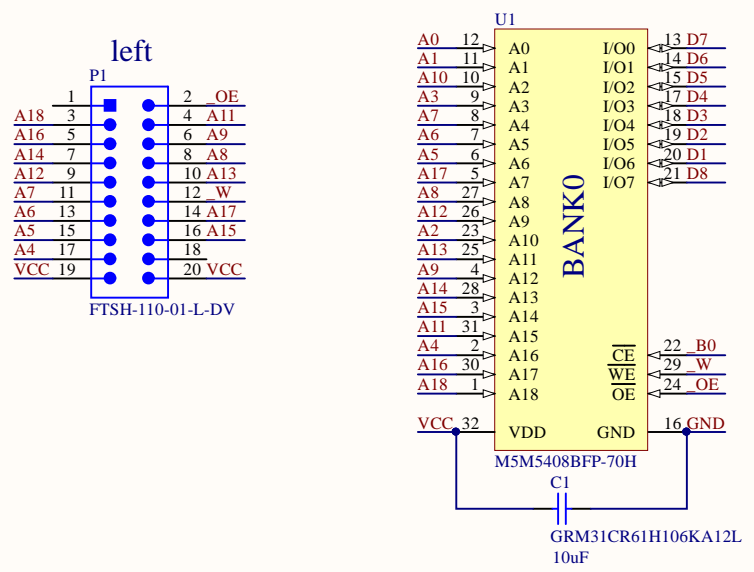 left
P1
1 2 _OE
A18 3 4 A11
A16 5 6 A9
A14 7 8 A8
A12 9 10 A13
A7 11 12 _W
A6 13 14 A17
A5 15 16 A15
A4 17 18
VCC 19 20 VCC
FTSH-110-01-L-DV
U1
A0 12 A0 I/O0 13 D7
A1 11 A1 I/O1 14 D6
A10 10 A2 I/O2 15 D5
A3 9 A3 I/O3 17 D4
A7 8 A4 I/O4 18 D3
A6 7 A5 I/O5 19 D2
A5 6 A6 I/O6 20 D1
A17 5 A7 I/O7 21 D8
A8 27 A8
A12 26 A9
A2 23 A10
A13 25 A11
A9 4 A12
A14 28 A13
A15 3 A14
A11 31 A15
A4 2 A16 CE 22 _B0
A16 30 A17 WE 29 _W
A18 1 A18 OE 24 _OE
BANK0
VCC 32 VDD GND 16 GND
M5M5408BFP-70H
C1
GRM31CR61H106KA12L
10uF